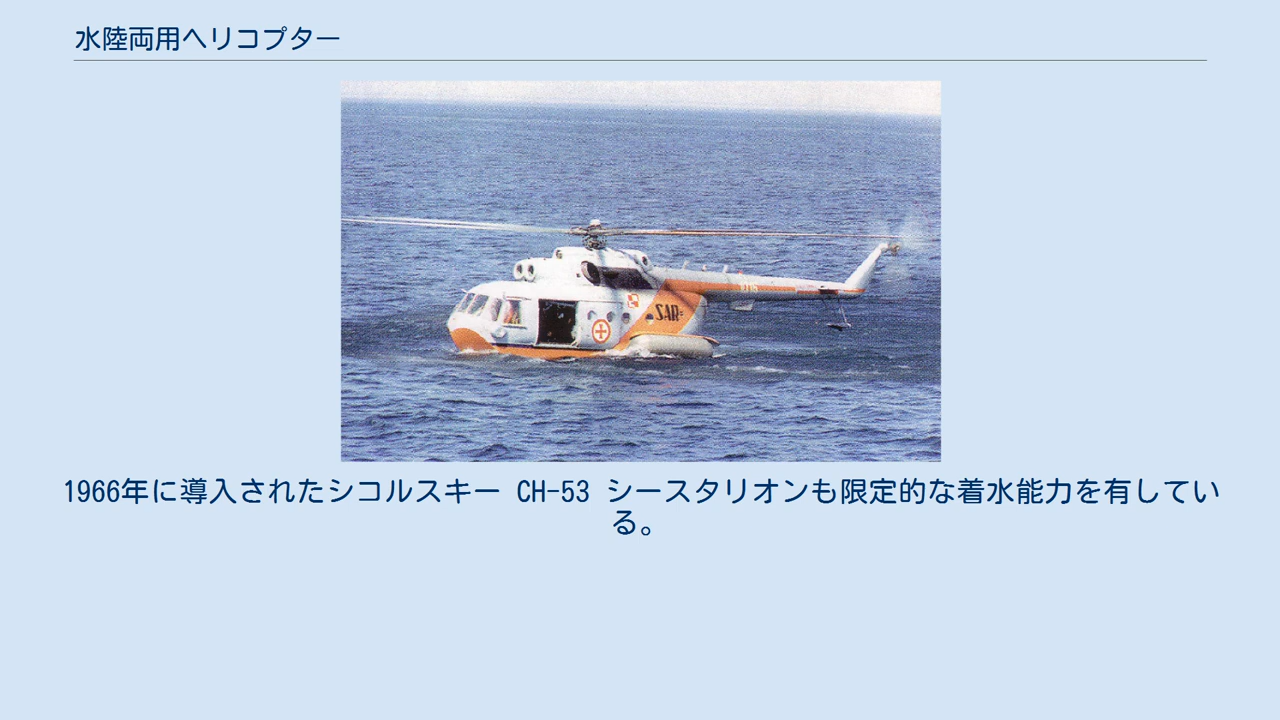 水陸両用ヘリコプター
SAR
1966年に導入されたシコルスキー CH-53 シースタリオンも限定的な着水能力を有してい
る。